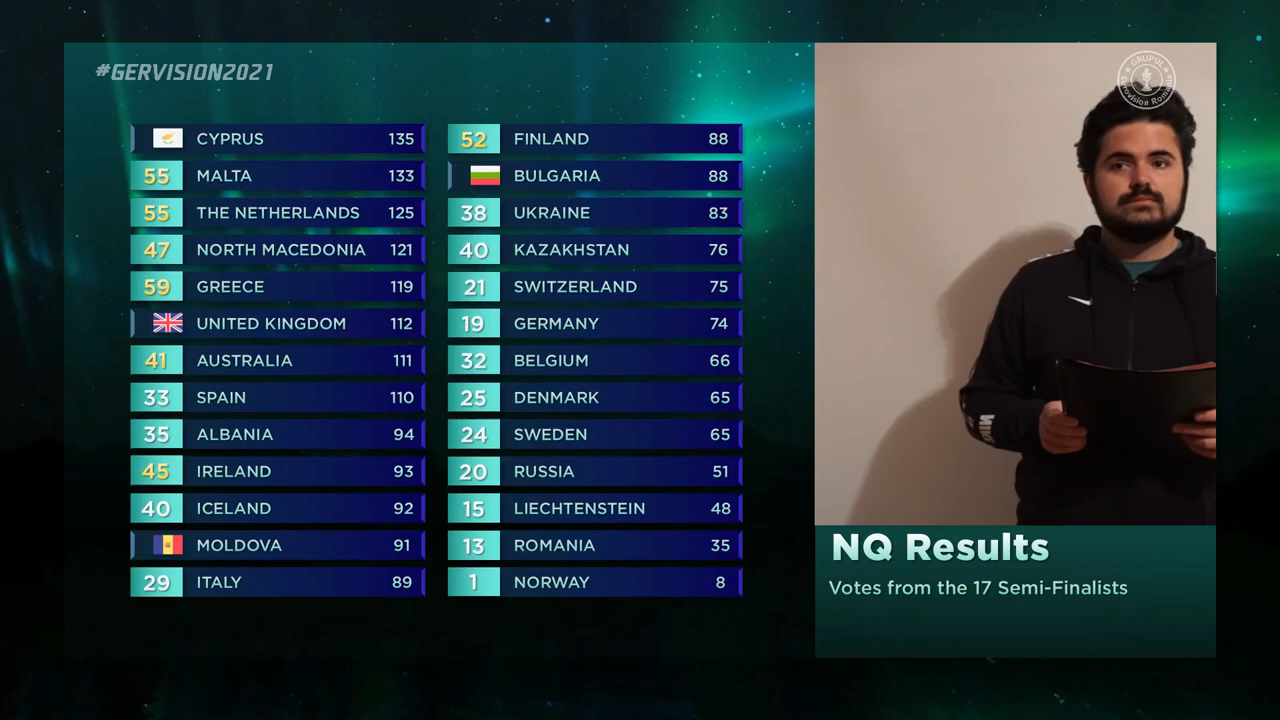 #GERVISION2021
CYPRUS 135
55 MALTA 133
55 THE NETHERLANDS 125
47 NORTH MACEDONIA 121
59 GREECE 119
UNITED KINGDOM 112
41 AUSTRALIA 111
33 SPAIN 110
35 ALBANIA 94
45 IRELAND 93
40 ICELAND 92
MOLDOVA 91
29 ITALY 89
52 FINLAND 88
BULGARIA 88
38 UKRAINE 83
40 KAZAKHSTAN 76
21 SWITZERLAND 75
19 GERMANY 74
32 BELGIUM 66
25 DENMARK 65
24 SWEDEN 65
20 RUSSIA 51
15 LIECHTENSTEIN 48
13 ROMANIA 35
1 NORWAY 8
GRUPUL
Eurovision Romania
NQ Results
Votes from the 17 Semi-Finalists